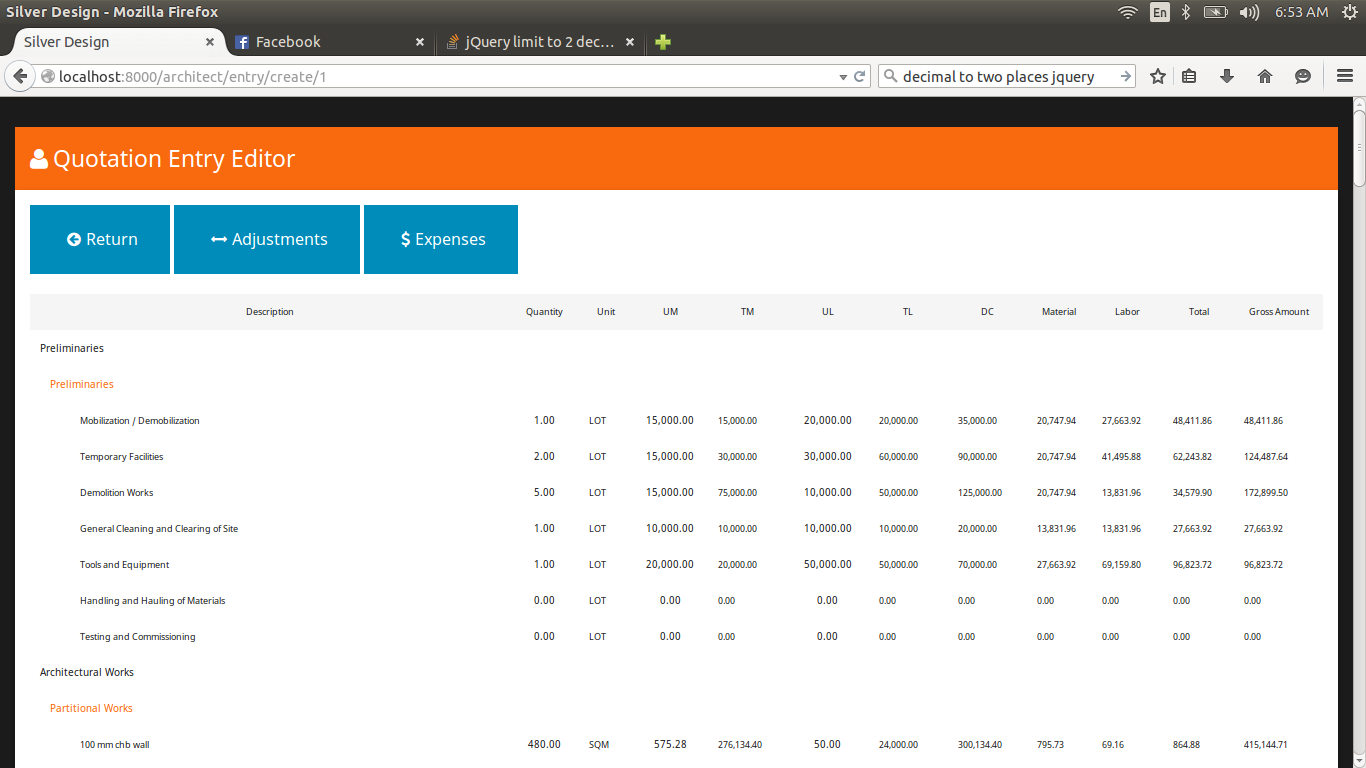 Silver Design - Mozilla Firefox En 6:53 AM
Silver Design Facebook jQuery limit to 2 dec...
localhost:8000/architect/entry/create/1 decimal to two places jquery
Quotation Entry Editor
Return Adjustments $ Expenses
Description Quantity Unit UM TM UL TL DC Material Labor Total Gross Amount
Preliminaries
Preliminaries
Mobilization / Demobilization 1.00 LOT 15,000.00 15,000.00 20,000.00 20,000.00 35,000.00 20,747.94 27,663.92 48,411.86 48,411.86
Temporary Facilities 2.00 LOT 15,000.00 30,000.00 30,000.00 60,000.00 90,000.00 20,747.94 41,495.88 62,243.82 124,487.64
Demolition Works 5.00 LOT 15,000.00 75,000.00 10,000.00 50,000.00 125,000.00 20,747.94 13,831.96 34,579.90 172,899.50
General Cleaning and Clearing of Site 1.00 LOT 10,000.00 10,000.00 10,000.00 10,000.00 20,000.00 13,831.96 13,831.96 27,663.92 27,663.92
Tools and Equipment 1.00 LOT 20,000.00 20,000.00 50,000.00 50,000.00 70,000.00 27,663.92 69,159.80 96,823.72 96,823.72
Handling and Hauling of Materials 0.00 LOT 0.00 0.00 0.00 0.00 0.00 0.00 0.00 0.00 0.00
Testing and Commissioning 0.00 LOT 0.00 0.00 0.00 0.00 0.00 0.00 0.00 0.00 0.00
Architectural Works
Partitional Works
100 mm chb wall 480.00 SQM 575.28 276,134.40 50.00 24,000.00 300,134.40 795.73 69.16 864.88 415,144.71